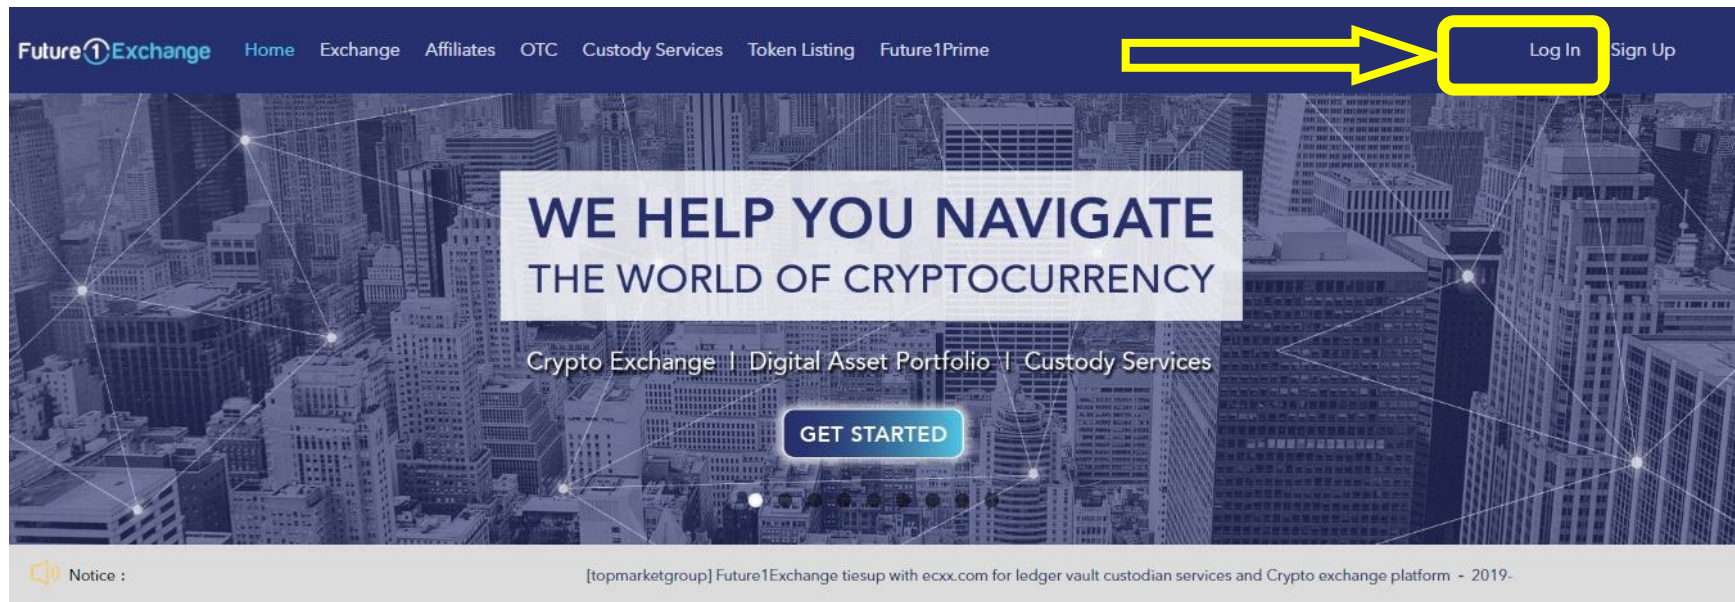 Future1Exchange Home Exchange Affiliates OTC Custody Services Token Listing Future1Prime Log In Sign Up
WE HELP YOU NAVIGATE
THE WORLD OF CRYPTOCURRENCY
Crypto Exchange | Digital Asset Portfolio | Custody Services
GET STARTED
Notice : [topmarketgroup] Future1Exchange tiesup with ecxx.com for ledger vault custodian services and Crypto exchange platform - 2019-